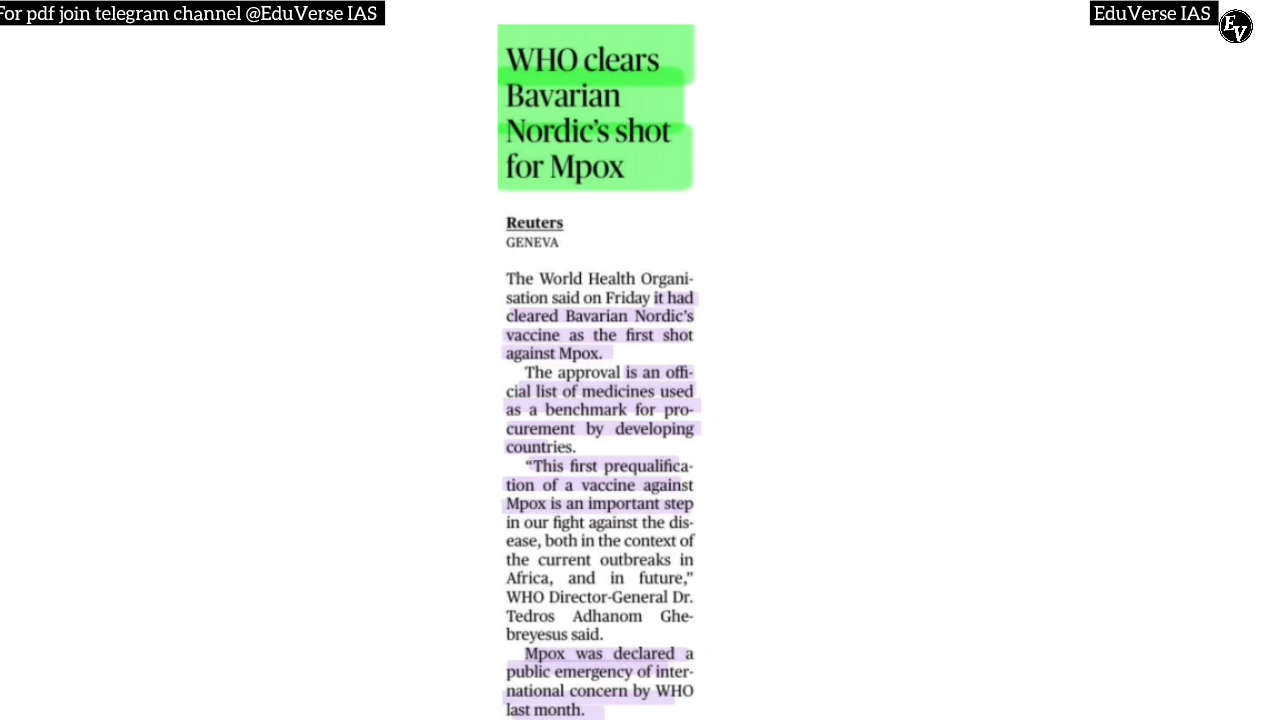 For pdf join telegram channel @EduVerse IAS
EduVerse IAS
EV
WHO clears
Bavarian
Nordic’s shot
for Mpox
Reuters
GENEVA
The World Health Organi-
sation said on Friday it had
cleared Bavarian Nordic’s
vaccine as the first shot
against Mpox.
The approval is an offi-
cial list of medicines used
as a benchmark for pro-
curement by developing
countries.
“This first prequalifica-
tion of a vaccine against
Mpox is an important step
in our fight against the dis-
ease, both in the context of
the current outbreaks in
Africa, and in future,”
WHO Director-General Dr.
Tedros Adhanom Ghe-
breyesus said.
Mpox was declared a
public emergency of inter-
national concern by WHO
last month.